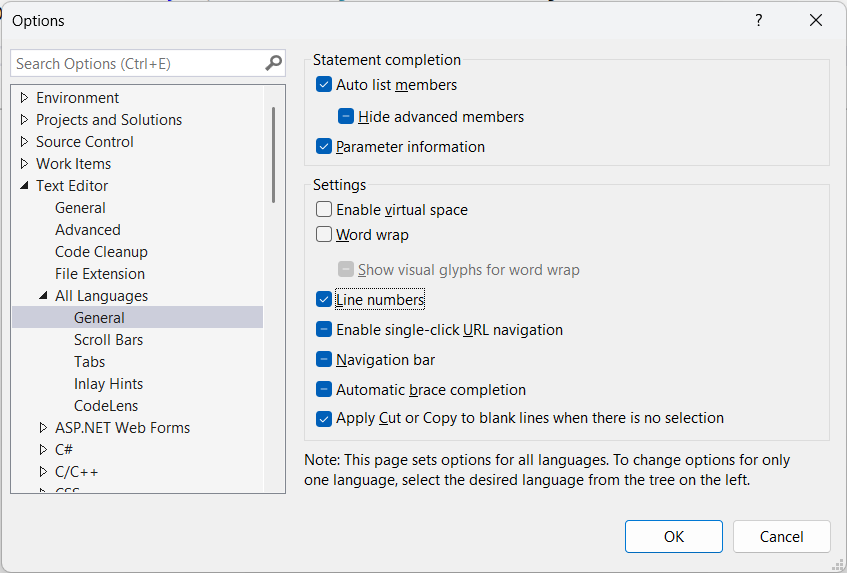 Options
?
Search Options (Ctrl+E)
Environment
Projects and Solutions
Source Control
Work Items
Text Editor
General
Advanced
Code Cleanup
File Extension
All Languages
General
Scroll Bars
Tabs
Inlay Hints
CodeLens
ASP.NET Web Forms
C#
C/C++
CSS
Statement completion
Auto list members
Hide advanced members
Parameter information
Settings
Enable virtual space
Word wrap
Show visual glyphs for word wrap
Line numbers
Enable single-click URL navigation
Navigation bar
Automatic brace completion
Apply Cut or Copy to blank lines when there is no selection
Note: This page sets options for all languages. To change options for only
one language, select the desired language from the tree on the left.
OK
Cancel